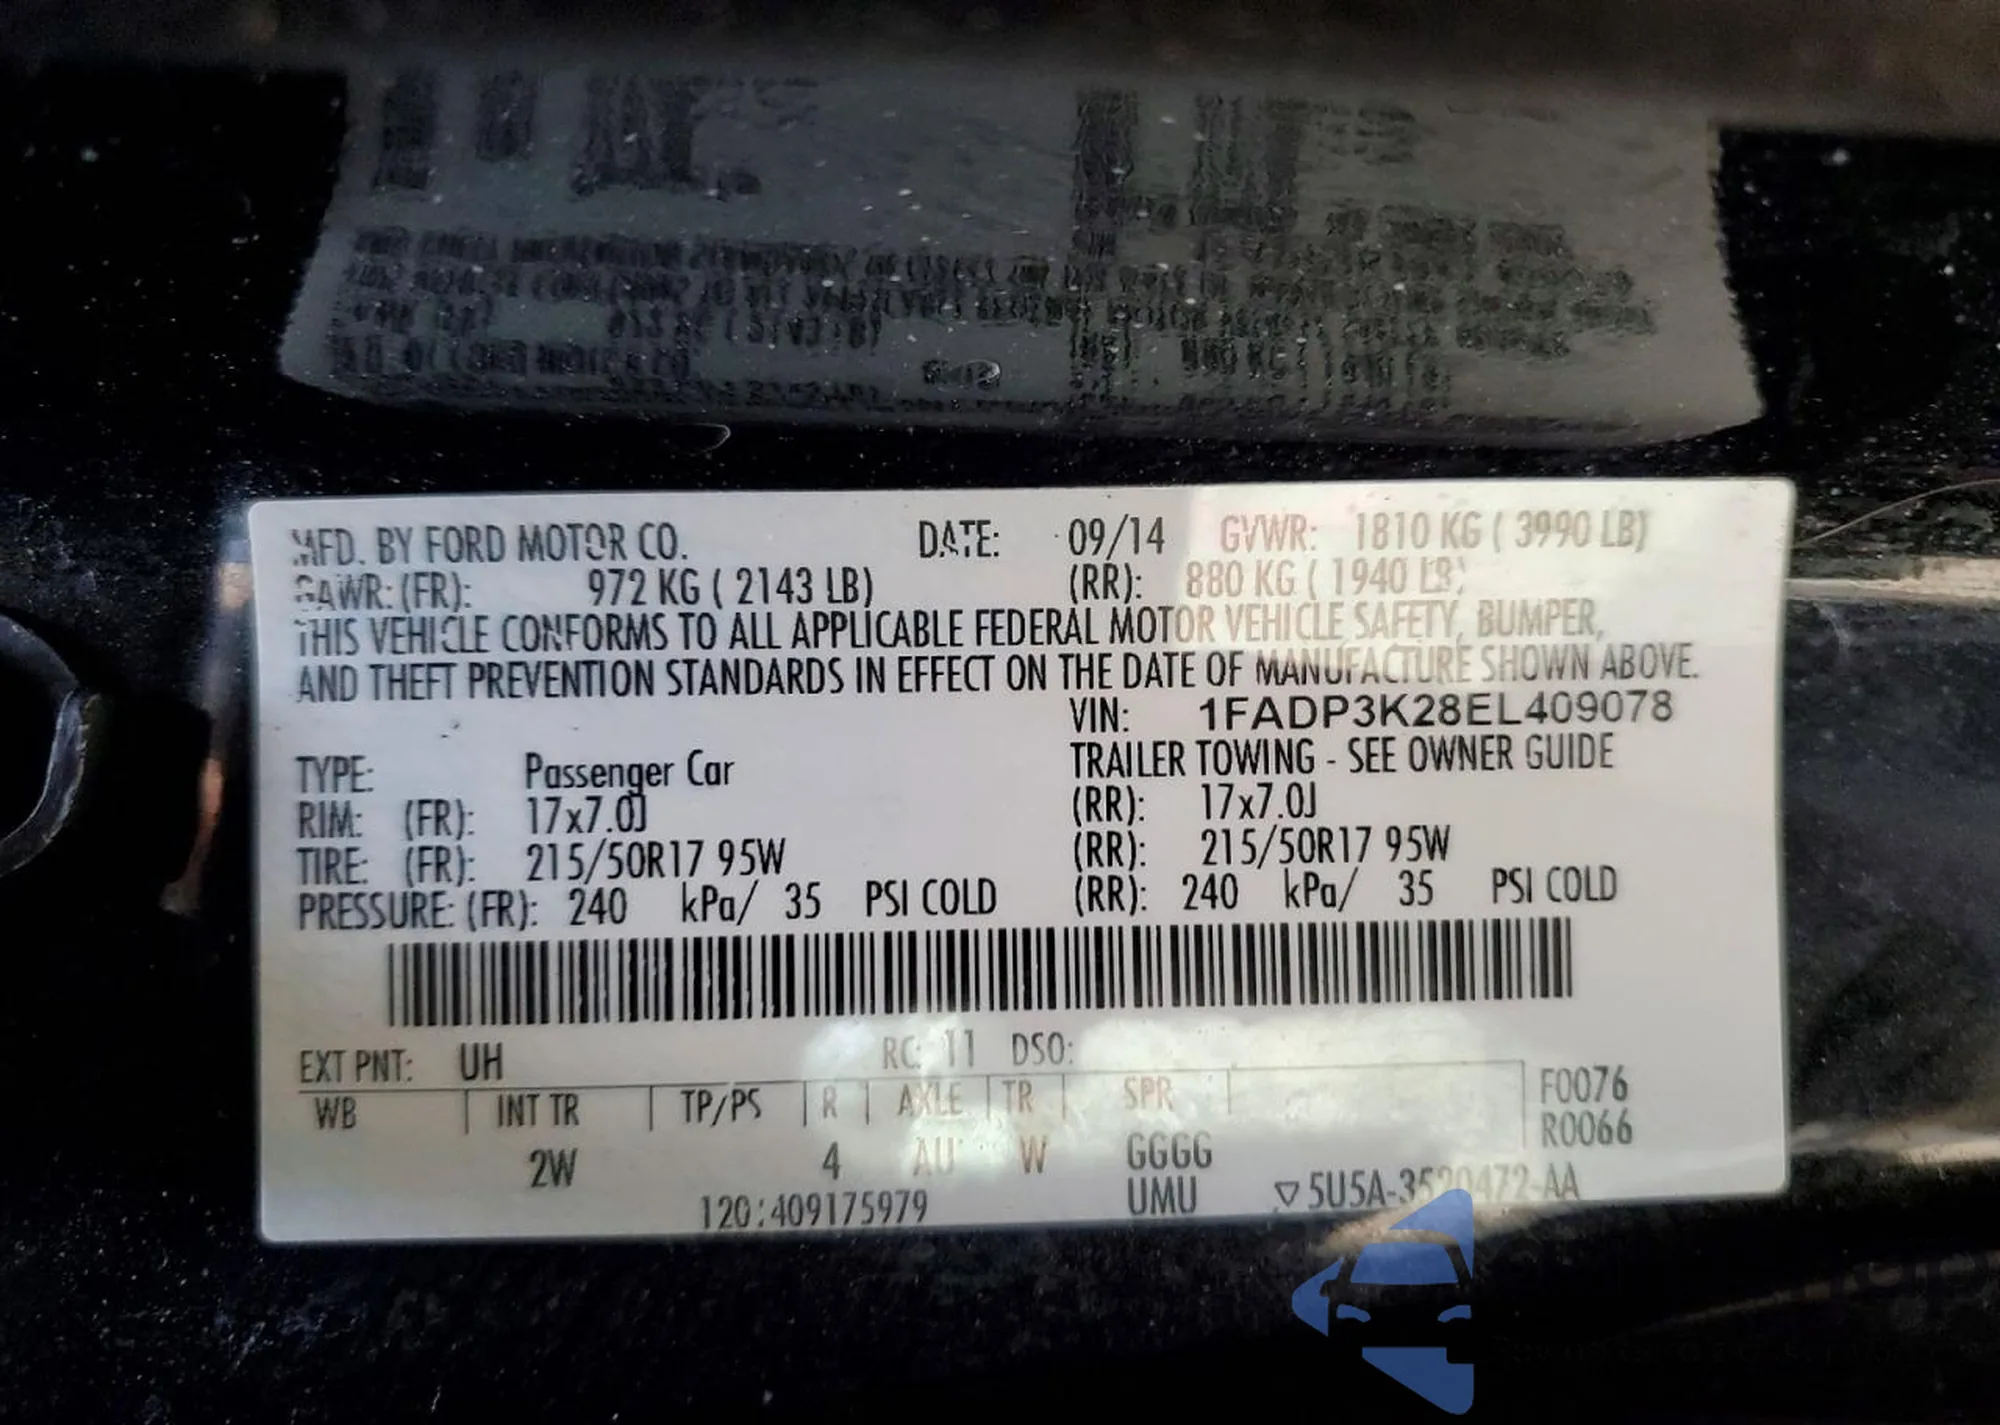 MFD. BY FORD MOTOR CO. DATE: 09/14 GVWR: 1810 KG ( 3990 LB)
GAWR: (FR): 972 KG ( 2143 LB) (RR): 880 KG ( 1940 LB)
THIS VEHICLE CONFORMS TO ALL APPLICABLE FEDERAL MOTOR VEHICLE SAFETY, BUMPER,
AND THEFT PREVENTION STANDARDS IN EFFECT ON THE DATE OF MANUFACTURE SHOWN ABOVE.
VIN: 1FADP3K28EL409078
TYPE: Passenger Car TRAILER TOWING - SEE OWNER GUIDE
RIM: (FR): 17x7.0J (RR): 17x7.0J
TIRE: (FR): 215/50R17 95W (RR): 215/50R17 95W
PRESSURE: (FR): 240 kPa/ 35 PSI COLD (RR): 240 kPa/ 35 PSI COLD
EXT PNT: UH RC: 11 DSO:
WB INT TR TP/PS R AXLE TR SPR F0076
R0066
2W 4 AU W GGGG
120:409175979 UMU ▽5U5A-3520472-AA